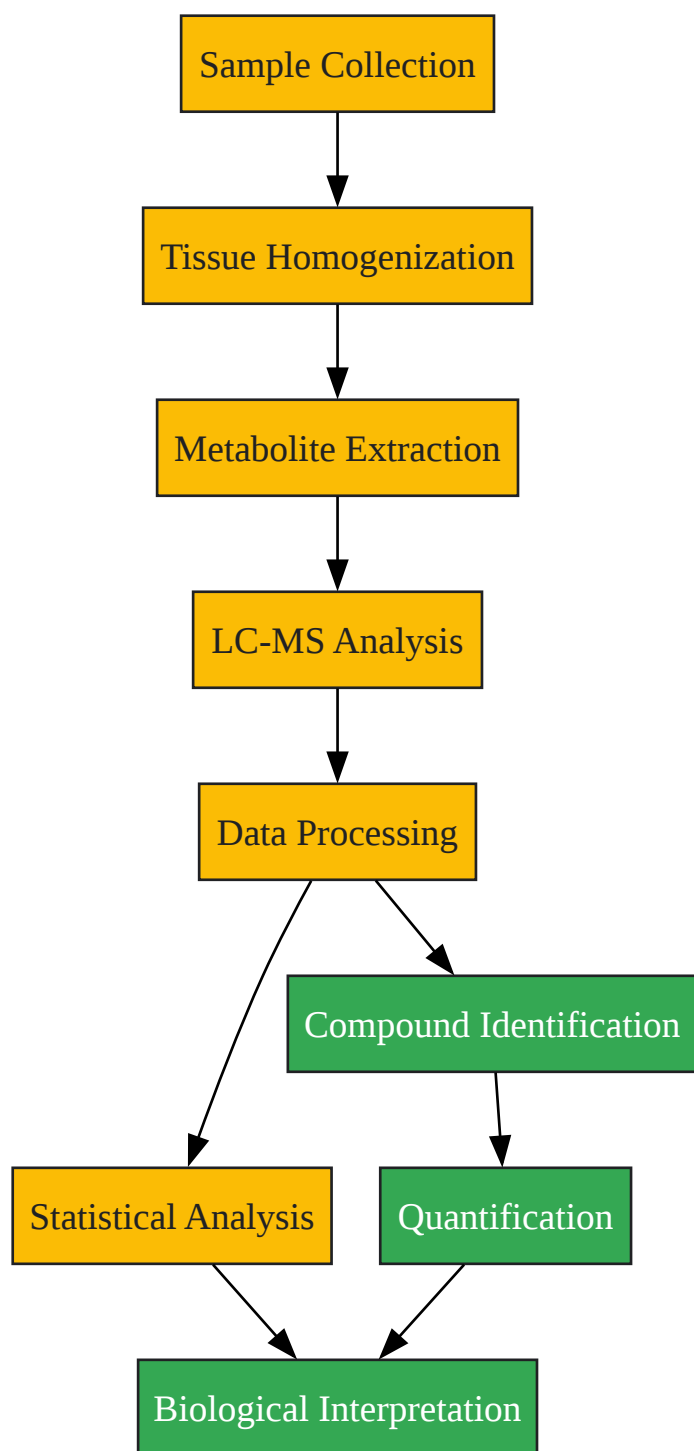 Sample Collection
Tissue Homogenization
Metabolite Extraction
LC-MS Analysis
Data Processing
Compound Identification
Statistical Analysis
Quantification
Biological Interpretation